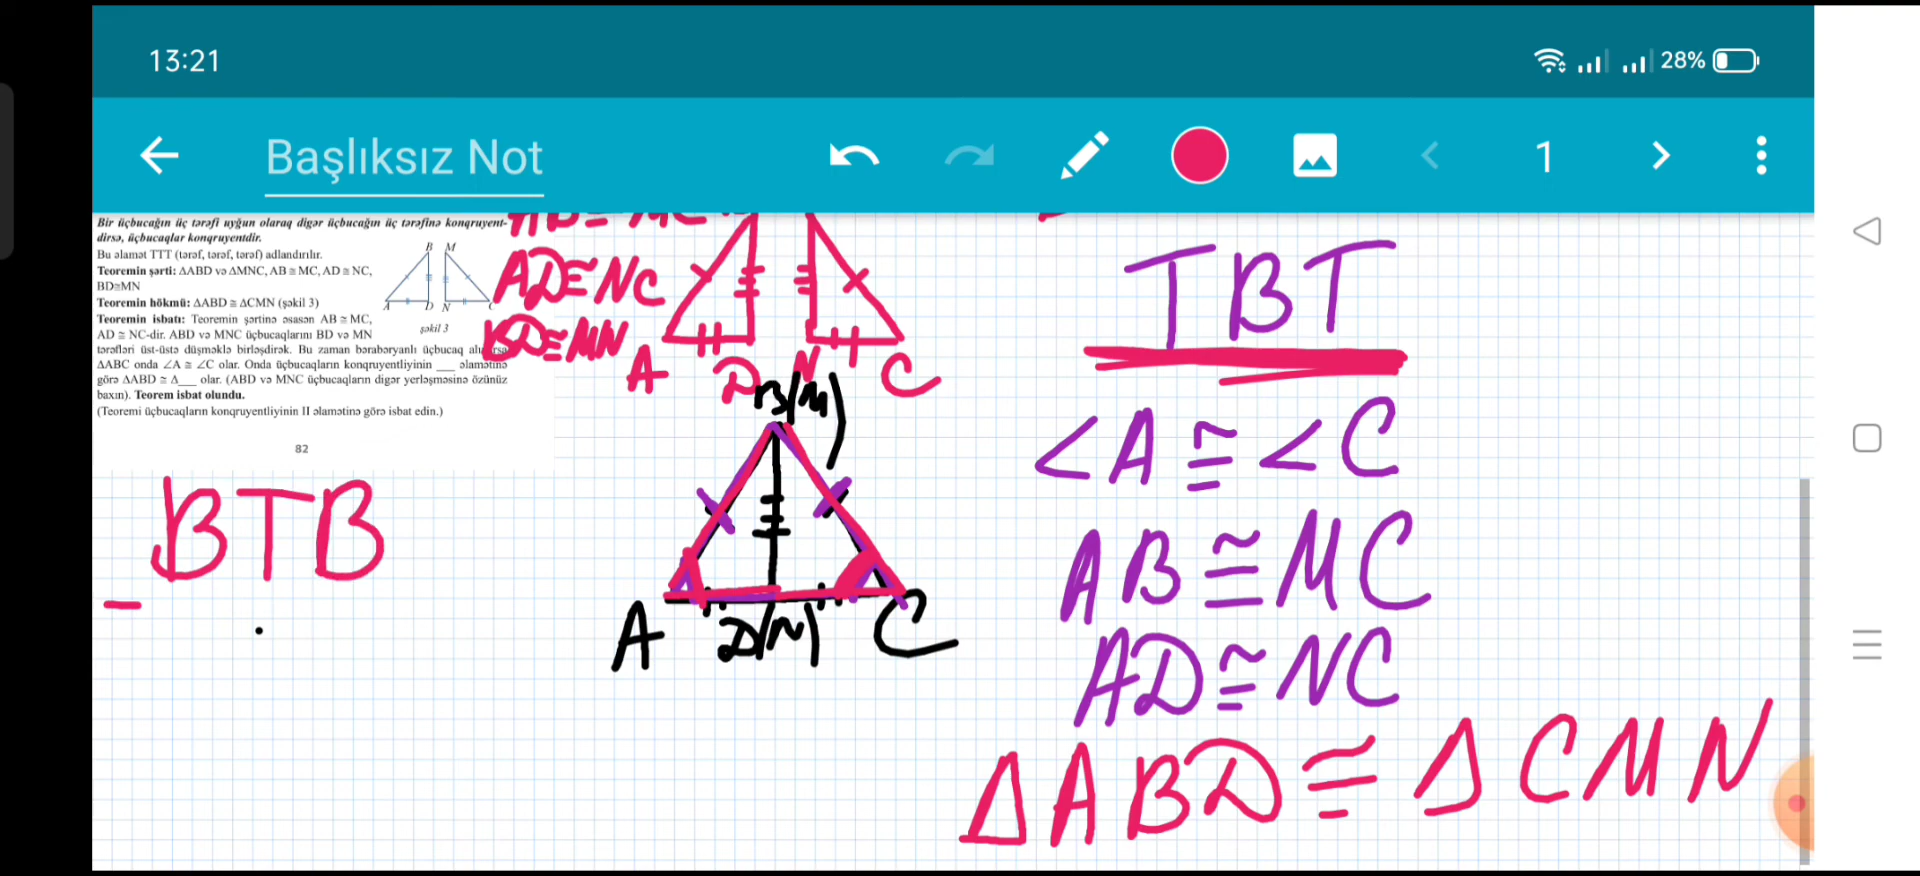 13:21
28%
Başlıksız Not
1
Bir üçbucağın üç tərəfi uyğun olaraq digər üçbucağın üç tərəfinə konqruyent-
dirsə, üçbucaqlar konqruyentdir.
Bu əlamət TTT (tərəf, tərəf, tərəf) adlandırılır.
Teoremin şərti: ΔABD və ΔMNC, AB ≅ MC, AD ≅ NC,
BD≅MN
Teoremin hökmü: ΔABD ≅ ΔCMN (şəkil 3)
Teoremin isbatı: Teoremin şərtinə əsasən AB ≅ MC,
AD ≅ NC-dir. ABD və MNC üçbucaqlarını BD və MN
tərəfləri üst-üstə düşməklə birləşdirək. Bu zaman bərabəryanlı üçbucaq
ΔABC onda ∠A ≅ ∠C olar. Onda üçbucaqların konqruyentliyinin ___ əlamətinə
görə ΔABD ≅ Δ___ olar. (ABD və MNC üçbucaqların digər yerləşməsinə özünüz
baxın). Teorem isbat olundu.
(Teoremi üçbucaqların konqruyentliyinin II əlamətinə görə isbat edin.)
B M
A D N C
şəkil 3
82
AB≅MC
AD≅NC
BD≅MN
A D N C
B(M)
A D(N) C
BTB
TBT
<A ≅ <C
AB ≅ MC
AD ≅ NC
ΔABD ≅ ΔCMN